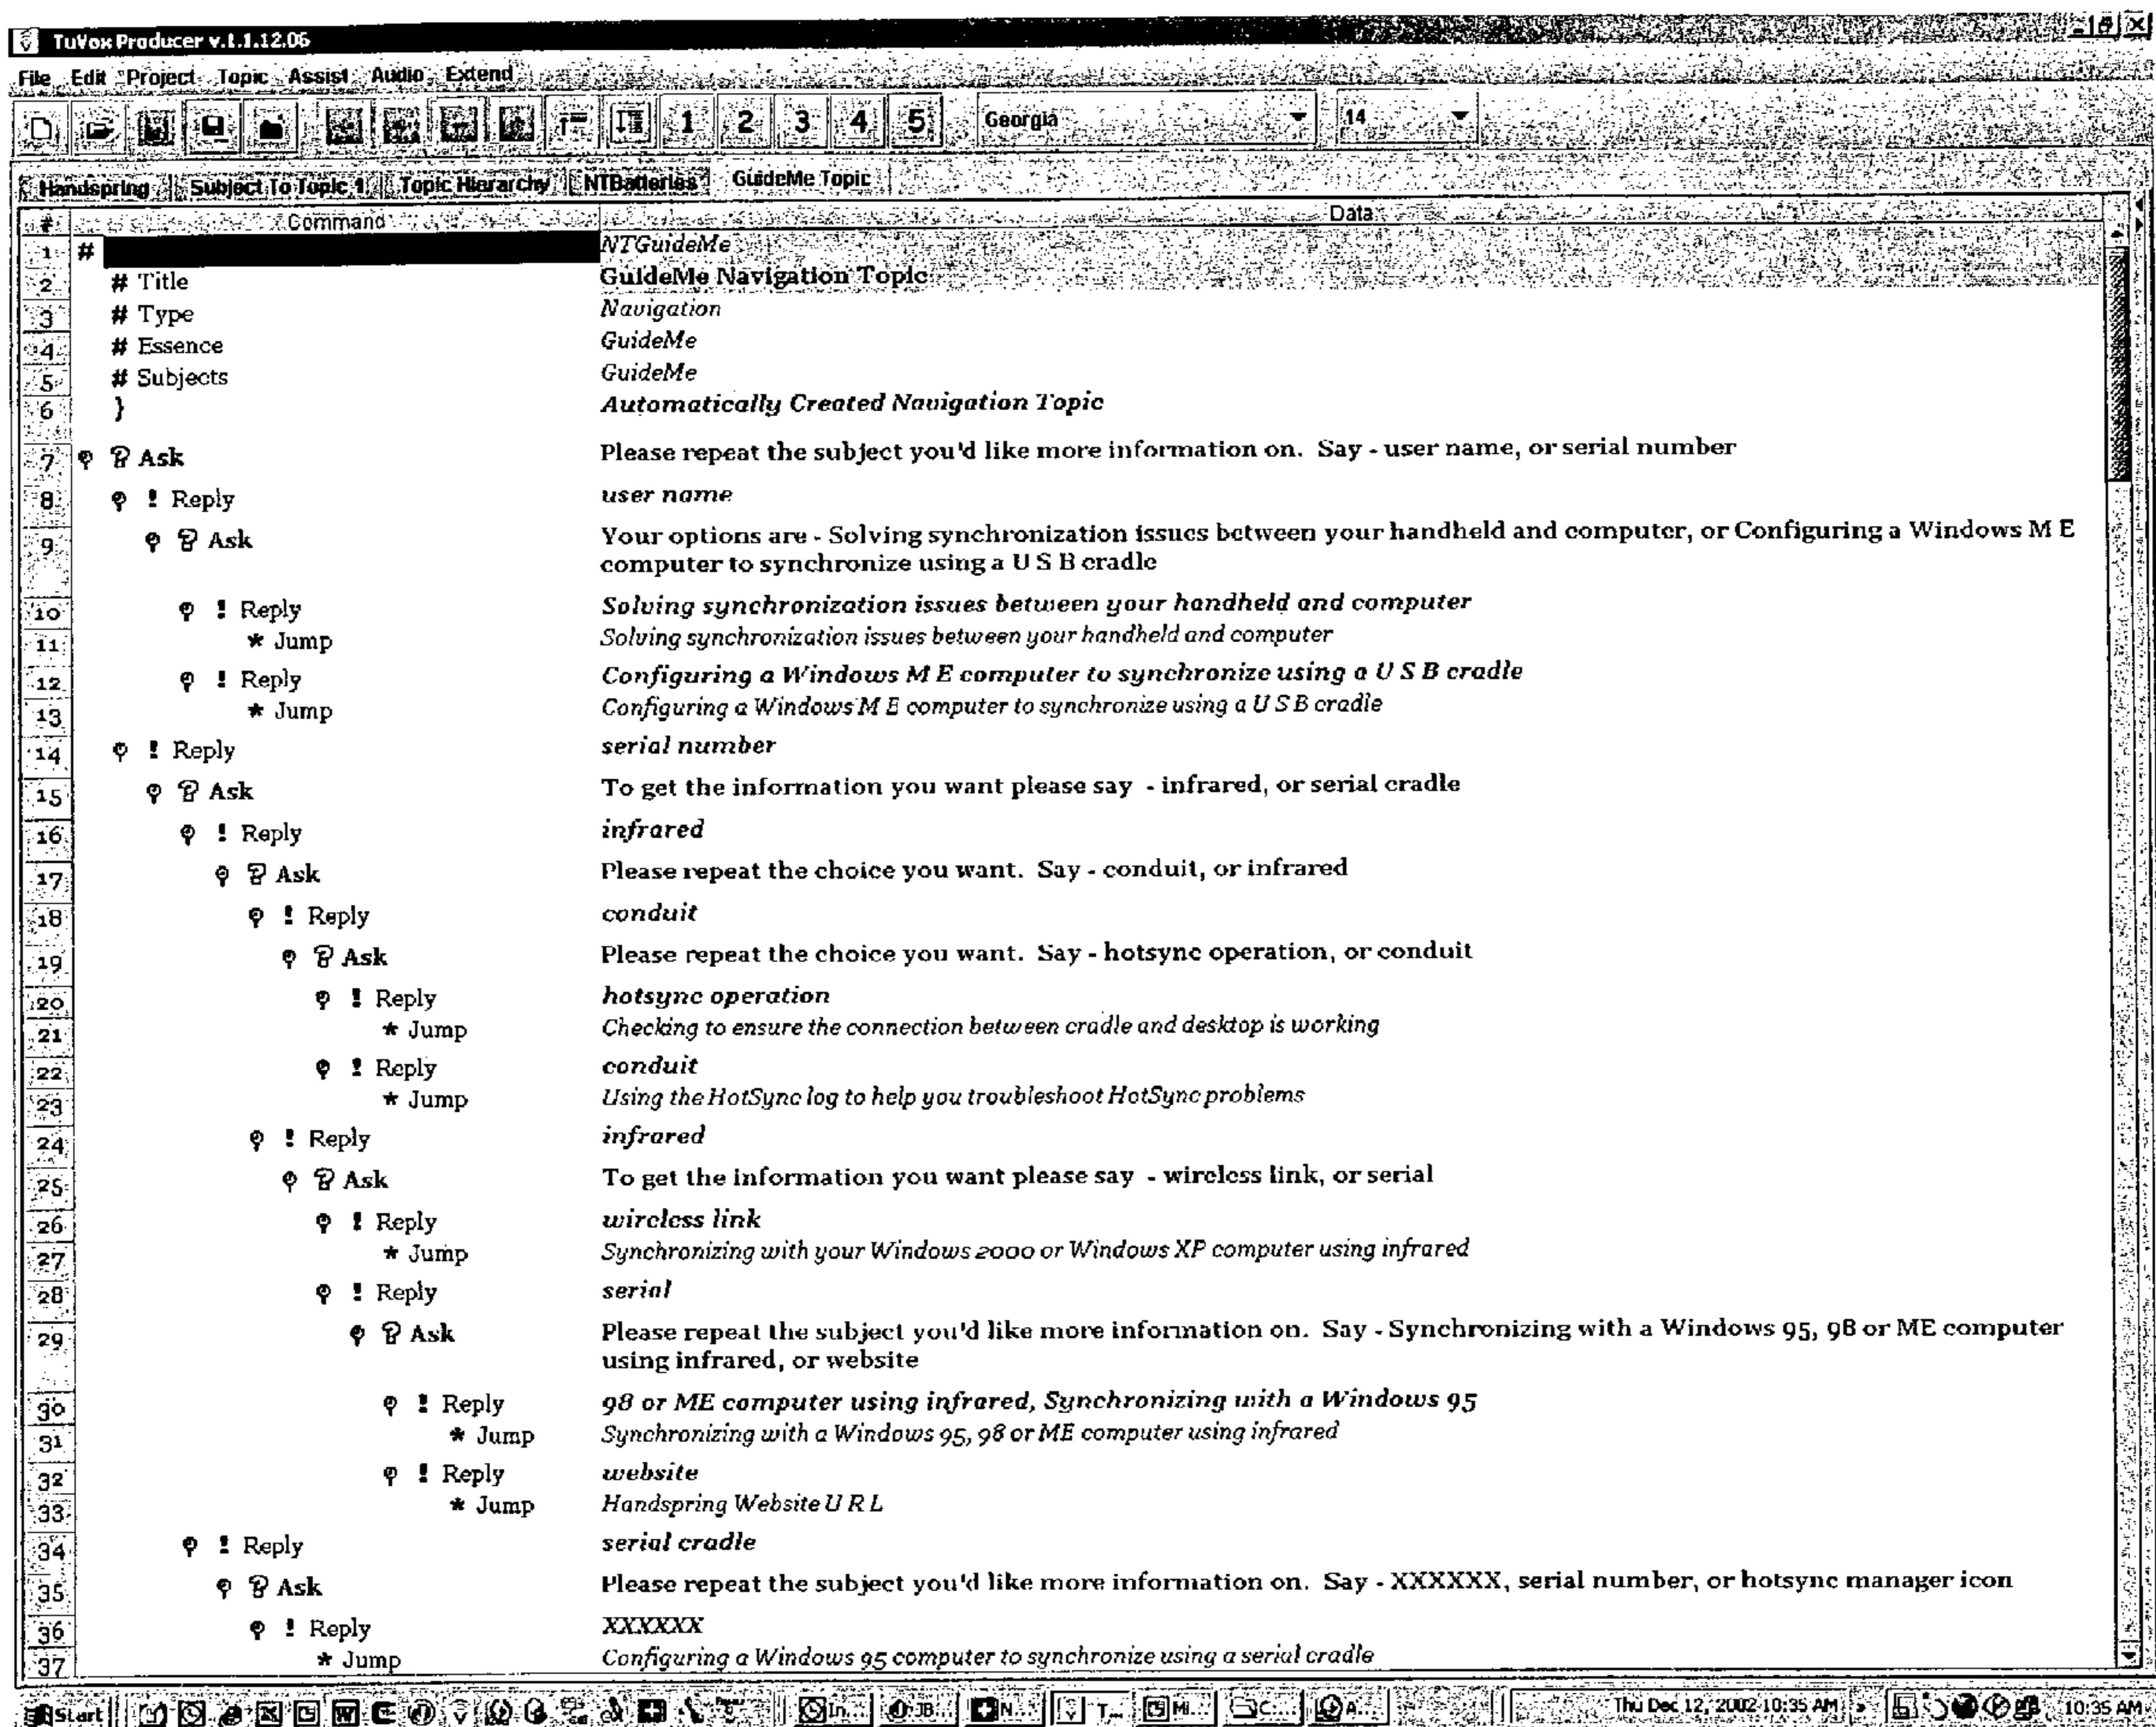 TuVox Producer v.1.1.12.06
File Edit Project Topic Assist Audio Extend
1 2 3 4 5 Georgia 14
Handspring Subject To Topic 1 Topic Hierarchy NTBatteries GuideMe Topic
# Command Data
1 # NTGuideMe
2 # Title GuideMe Navigation Topic
3 # Type Navigation
4 # Essence GuideMe
5 # Subjects GuideMe
6 } Automatically Created Navigation Topic
7 ? Ask Please repeat the subject you'd like more information on. Say - user name, or serial number
8 ! Reply user name
9 ? Ask Your options are - Solving synchronization issues between your handheld and computer, or Configuring a Windows M E
computer to synchronize using a U S B cradle
10 ! Reply Solving synchronization issues between your handheld and computer
11 * Jump Solving synchronization issues between your handheld and computer
12 ! Reply Configuring a Windows M E computer to synchronize using a U S B cradle
13 * Jump Configuring a Windows M E computer to synchronize using a U S B cradle
14 ! Reply serial number
15 ? Ask To get the information you want please say - infrared, or serial cradle
16 ! Reply infrared
17 ? Ask Please repeat the choice you want. Say - conduit, or infrared
18 ! Reply conduit
19 ? Ask Please repeat the choice you want. Say - hotsync operation, or conduit
20 ! Reply hotsync operation
21 * Jump Checking to ensure the connection between cradle and desktop is working
22 ! Reply conduit
23 * Jump Using the HotSync log to help you troubleshoot HotSync problems
24 ! Reply infrared
25 ? Ask To get the information you want please say - wireless link, or serial
26 ! Reply wireless link
27 * Jump Synchronizing with your Windows 2000 or Windows XP computer using infrared
28 ! Reply serial
29 ? Ask Please repeat the subject you'd like more information on. Say - Synchronizing with a Windows 95, 98 or ME computer
using infrared, or website
30 ! Reply 98 or ME computer using infrared, Synchronizing with a Windows 95
31 * Jump Synchronizing with a Windows 95, 98 or ME computer using infrared
32 ! Reply website
33 * Jump Handspring Website U R L
34 ! Reply serial cradle
35 ? Ask Please repeat the subject you'd like more information on. Say - XXXXXX, serial number, or hotsync manager icon
36 ! Reply XXXXXX
37 * Jump Configuring a Windows 95 computer to synchronize using a serial cradle
Start In... JB... N... T... Mi... C... A... Thu Dec 12, 2002 10:35 AM 10:35 AM